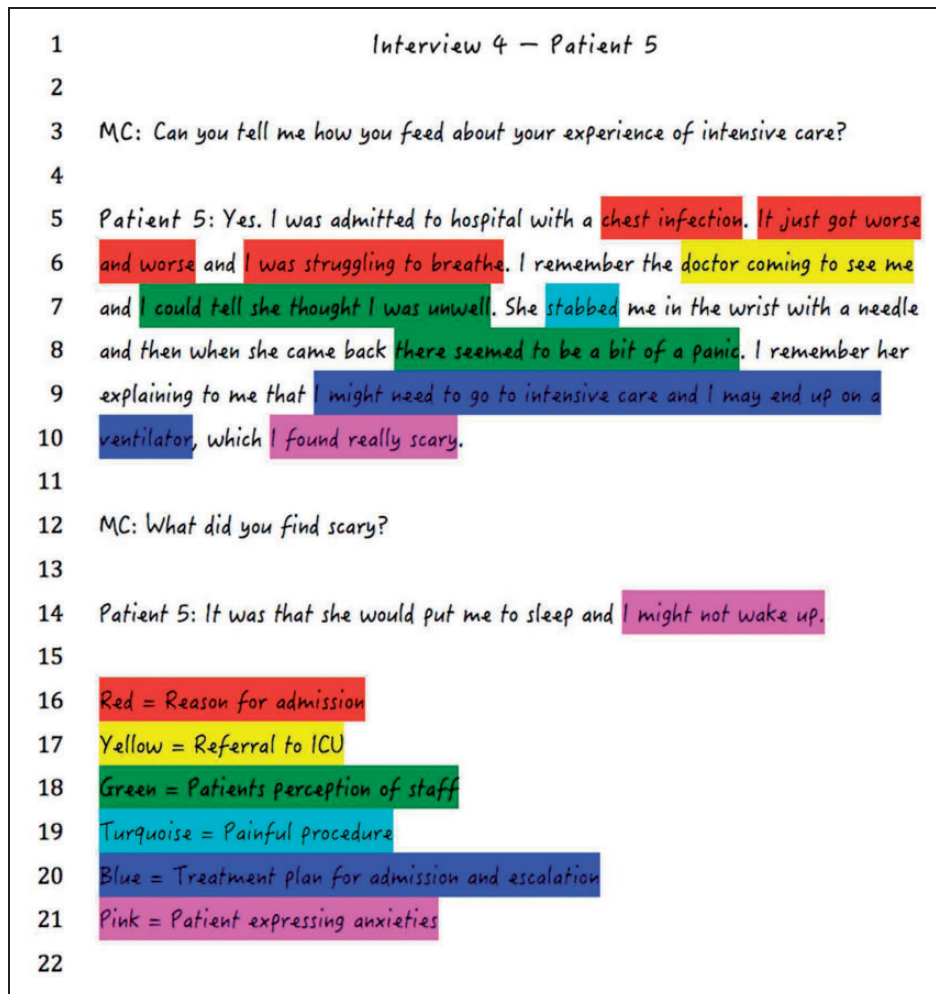 1 Interview 4 – Patient 5
2
3 MC: Can you tell me how you feed about your experience of intensive care?
4
5 Patient 5: Yes. I was admitted to hospital with a chest infection. It just got worse
6 and worse and I was struggling to breathe. I remember the doctor coming to see me
7 and I could tell she thought I was unwell. She stabbed me in the wrist with a needle
8 and then when she came back there seemed to be a bit of a panic. I remember her
9 explaining to me that I might need to go to intensive care and I may end up on a
10 ventilator, which I found really scary.
11
12 MC: What did you find scary?
13
14 Patient 5: It was that she would put me to sleep and I might not wake up.
15
16 Red = Reason for admission
17 Yellow = Referral to ICU
18 Green = Patients perception of staff
19 Turquoise = Painful procedure
20 Blue = Treatment plan for admission and escalation
21 Pink = Patient expressing anxieties
22